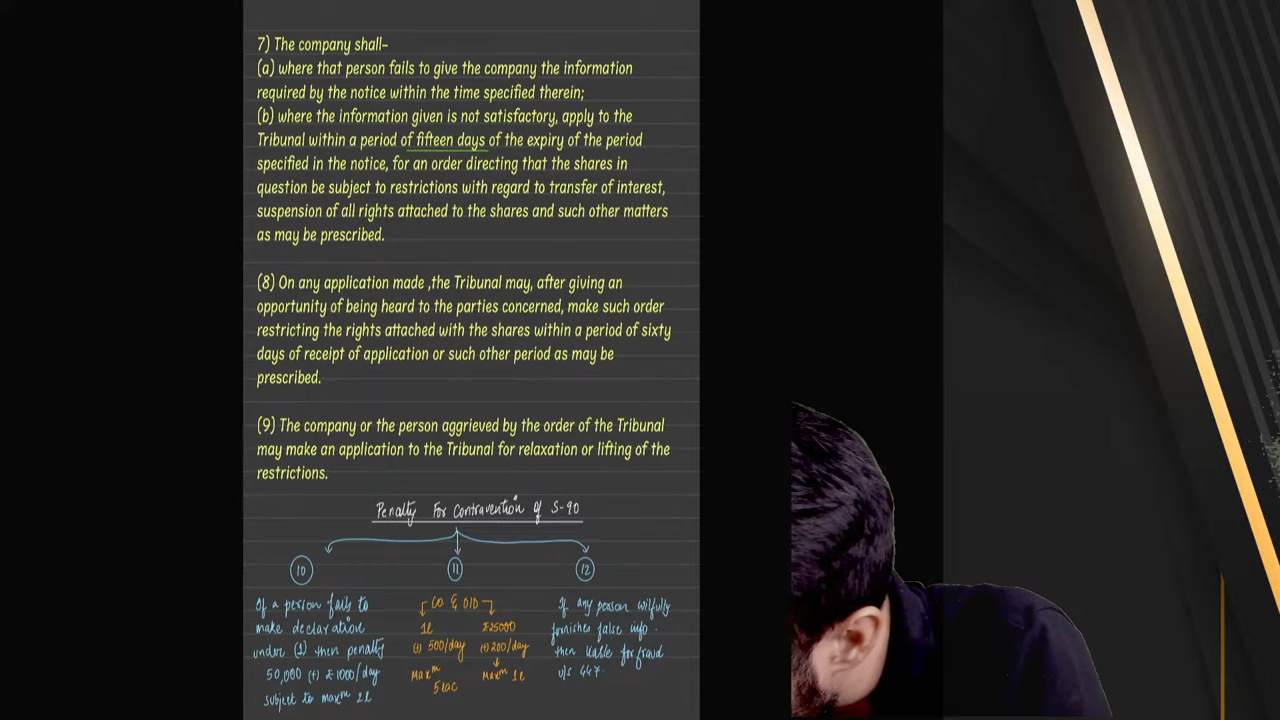 7) The company shall-
(a) where that person fails to give the company the information
required by the notice within the time specified therein;
(b) where the information given is not satisfactory, apply to the
Tribunal within a period of fifteen days of the expiry of the period
specified in the notice, for an order directing that the shares in
question be subject to restrictions with regard to transfer of interest,
suspension of all rights attached to the shares and such other matters
as may be prescribed.
(8) On any application made ,the Tribunal may, after giving an
opportunity of being heard to the parties concerned, make such order
restricting the rights attached with the shares within a period of sixty
days of receipt of application or such other period as may be
prescribed.
(9) The company or the person aggrieved by the order of the Tribunal
may make an application to the Tribunal for relaxation or lifting of the
restrictions.
Penalty For Contravention of S-90
10
If a person fails to
make declaration
under (1) then penalty
50,000 (+) ₹1000/day
subject to maxm 2l
11
CO & OID
1l
(+) 500/day
Maxm
5 lac
₹25000
(+) 200/day
Maxm 1l
12
If any person wilfully
furnishes false info.
then liable for fraud
u/s 447.